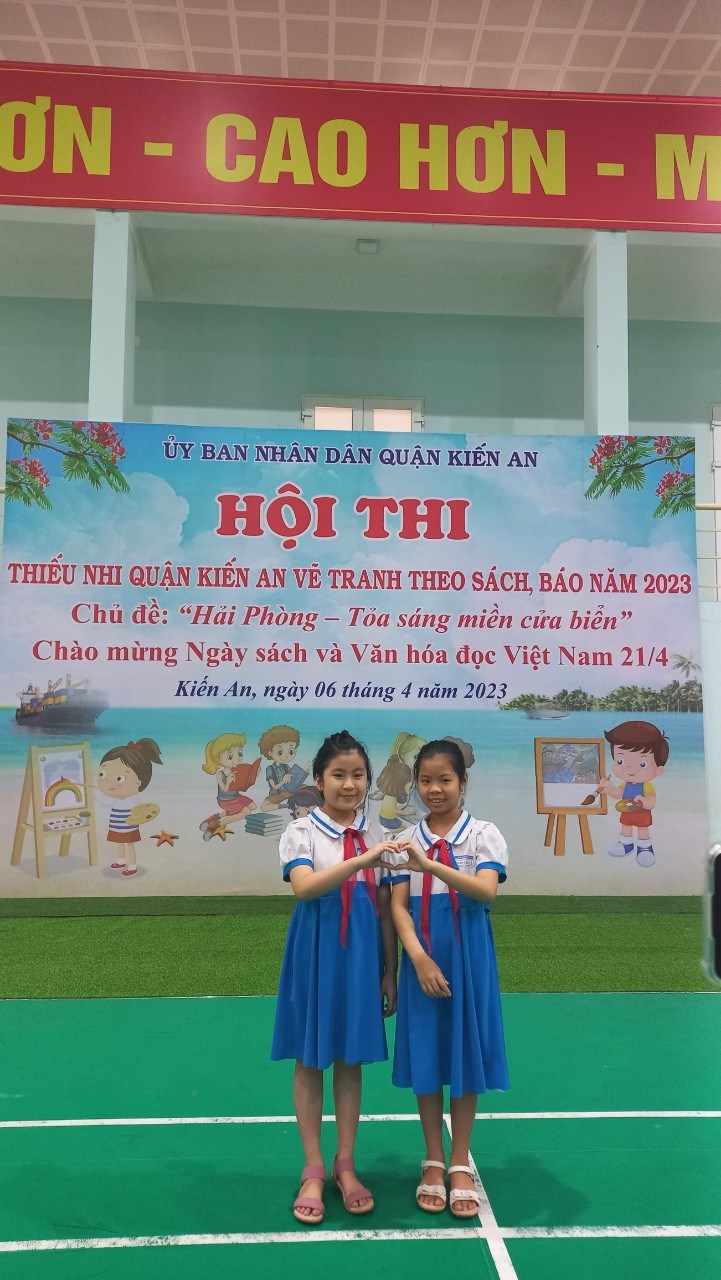 ƠN - CAO HƠN - M
ỦY BAN NHÂN DÂN QUẬN KIẾN AN
HỘI THI
THIẾU NHI QUẬN KIẾN AN VẼ TRANH THEO SÁCH, BÁO NĂM 2023
Chủ đề: “Hải Phòng – Tỏa sáng miền cửa biển”
Chào mừng Ngày sách và Văn hóa đọc Việt Nam 21/4
Kiến An, ngày 06 tháng 4 năm 2023